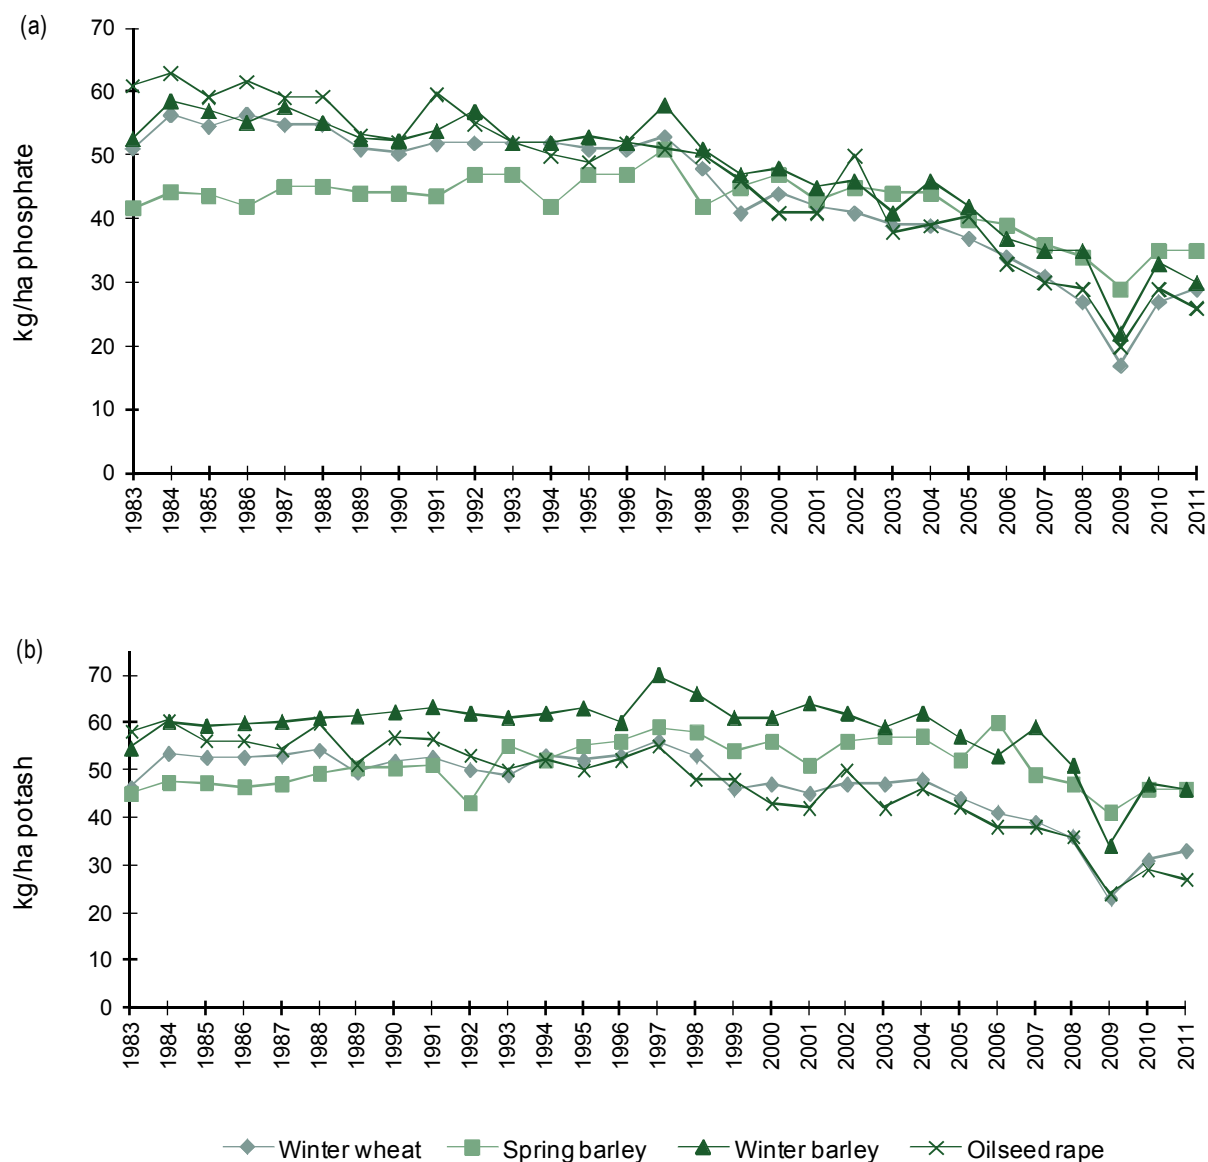 (a)
kg/ha phosphate
70
60
50
40
30
20
10
0
1983 1984 1985 1986 1987 1988 1989 1990 1991 1992 1993 1994 1995 1996 1997 1998 1999 2000 2001 2002 2003 2004 2005 2006 2007 2008 2009 2010 2011
(b)
kg/ha potash
70
60
50
40
30
20
10
0
1983 1984 1985 1986 1987 1988 1989 1990 1991 1992 1993 1994 1995 1996 1997 1998 1999 2000 2001 2002 2003 2004 2005 2006 2007 2008 2009 2010 2011
Winter wheat Spring barley Winter barley Oilseed rape